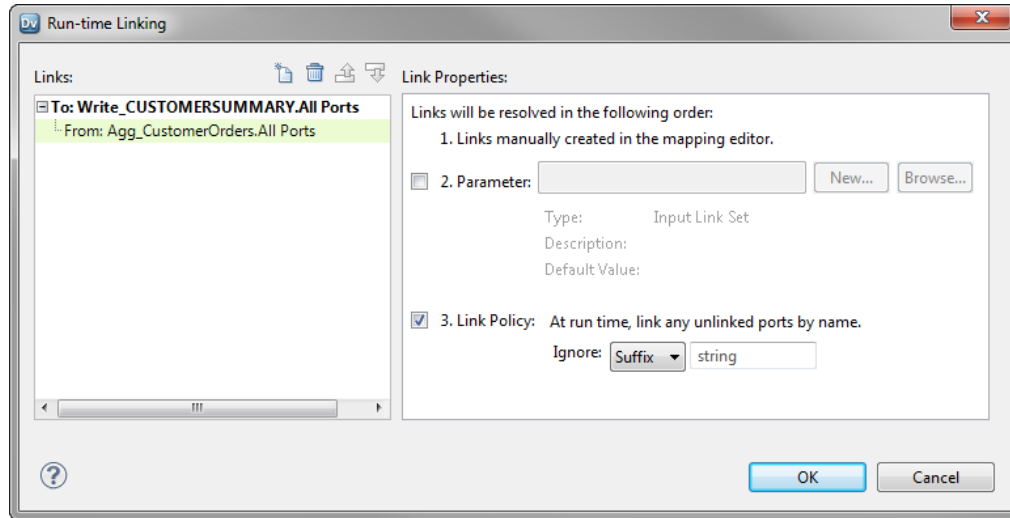 Dv Run-time Linking
Links:
Link Properties:
To: Write_CUSTOMERSUMMARY.All Ports
From: Agg_CustomerOrders.All Ports
Links will be resolved in the following order:
1. Links manually created in the mapping editor.
2. Parameter: New... Browse...
Type: Input Link Set
Description:
Default Value:
3. Link Policy: At run time, link any unlinked ports by name.
Ignore: Suffix string
? OK Cancel